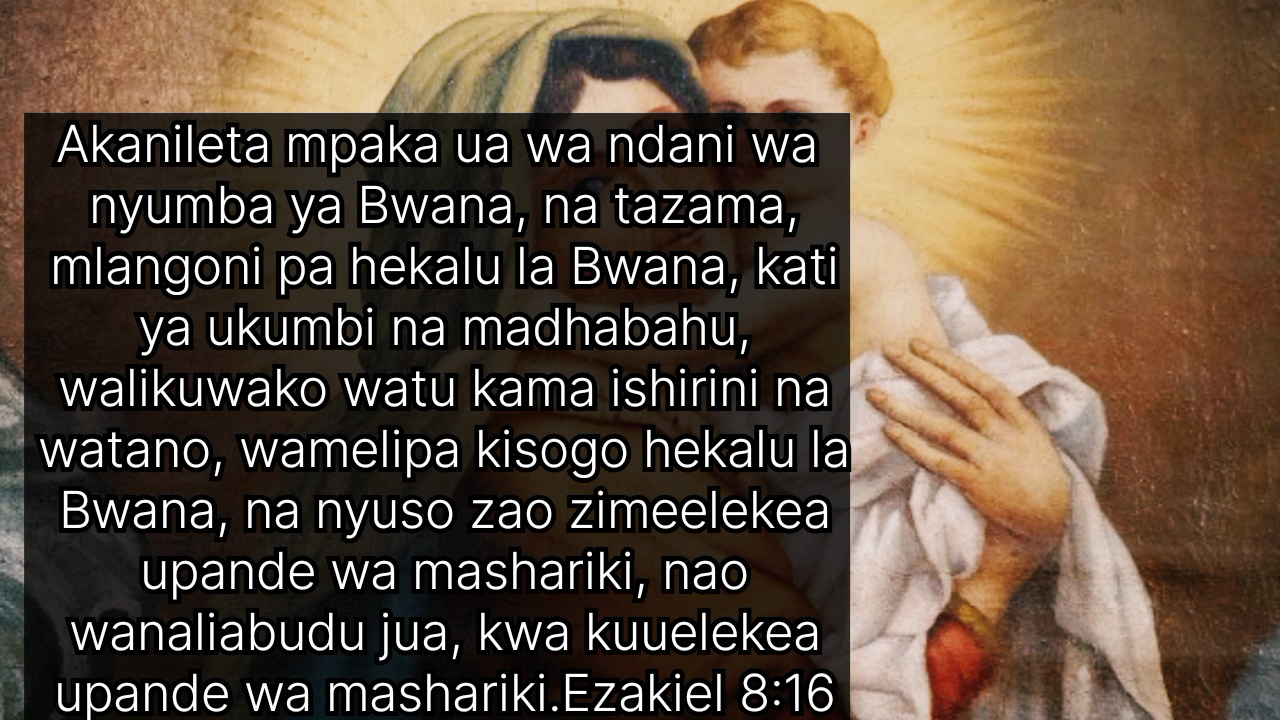 Akanileta mpaka ua wa ndani wa
nyumba ya Bwana, na tazama,
mlangoni pa hekalu la Bwana, kati
ya ukumbi na madhabahu,
walikuwako watu kama ishirini na
watano, wamelipa kisogo hekalu la
Bwana, na nyuso zao zimeelekea
upande wa mashariki, nao
wanaliabudu jua, kwa kuuelekea
upande wa mashariki.Ezakiel 8:16